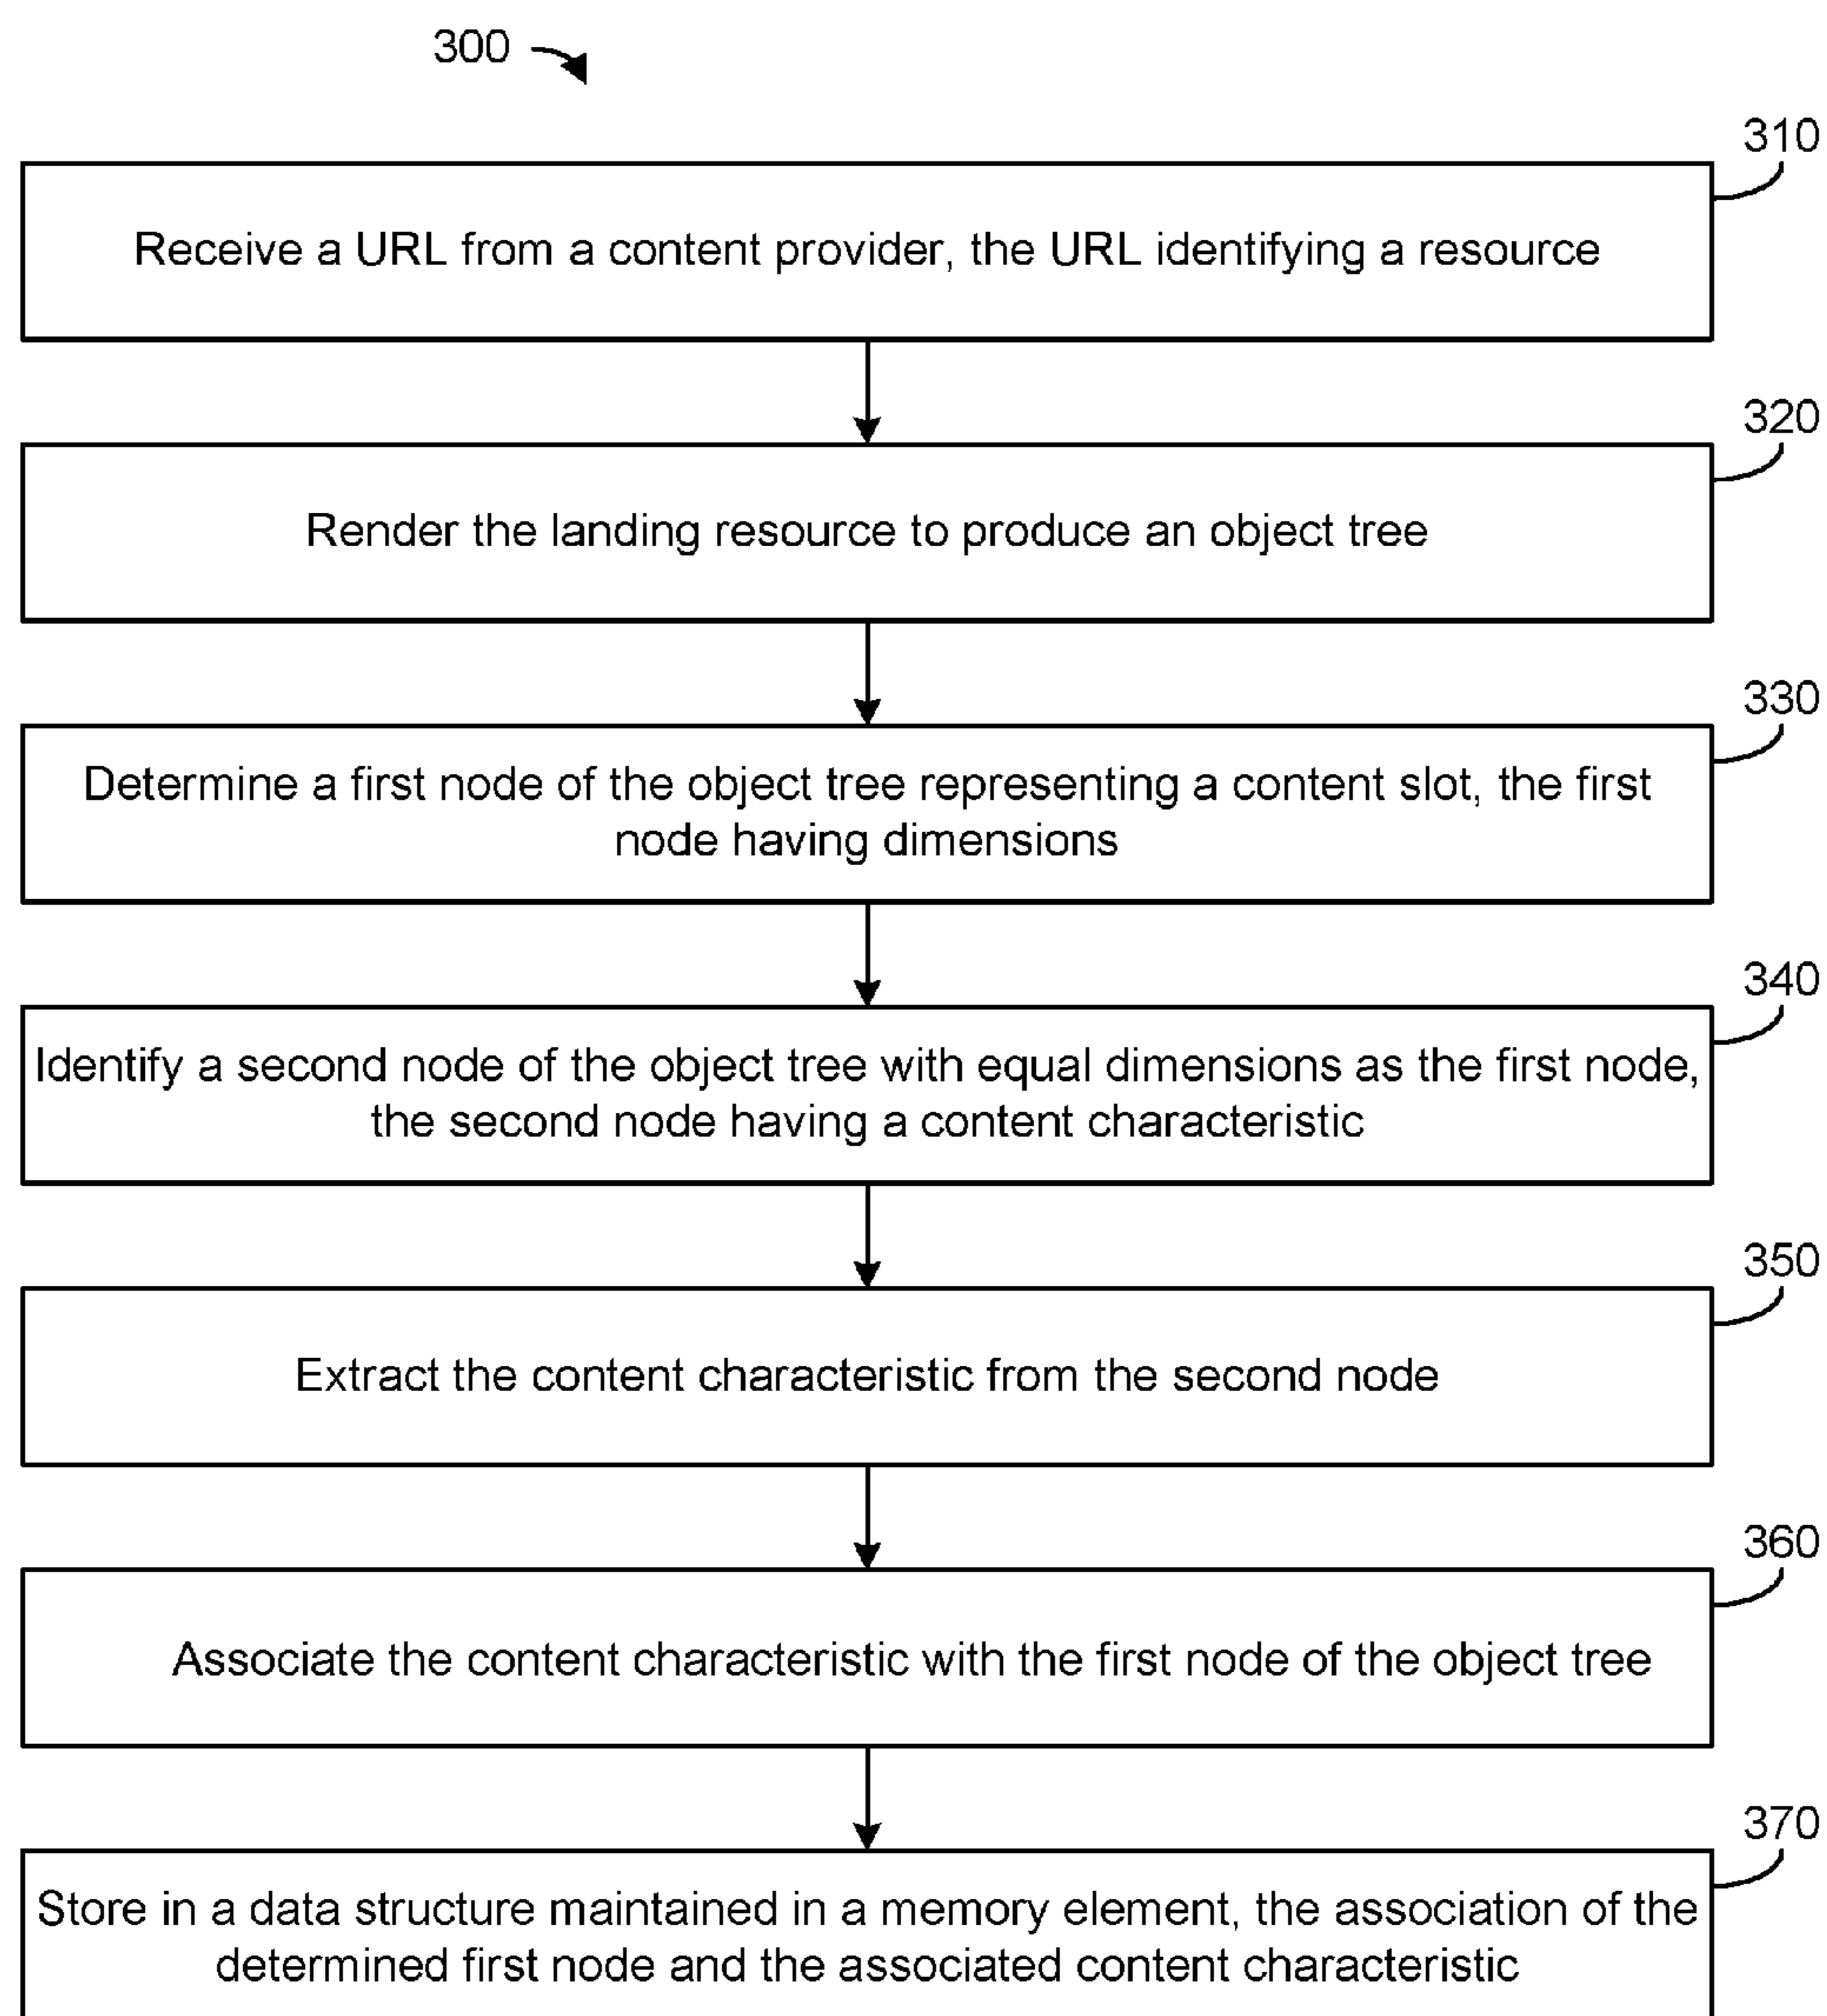 300
310
Receive a URL from a content provider, the URL identifying a resource
320
Render the landing resource to produce an object tree
330
Determine a first node of the object tree representing a content slot, the first
node having dimensions
340
Identify a second node of the object tree with equal dimensions as the first node,
the second node having a content characteristic
350
Extract the content characteristic from the second node
360
Associate the content characteristic with the first node of the object tree
370
Store in a data structure maintained in a memory element, the association of the
determined first node and the associated content characteristic